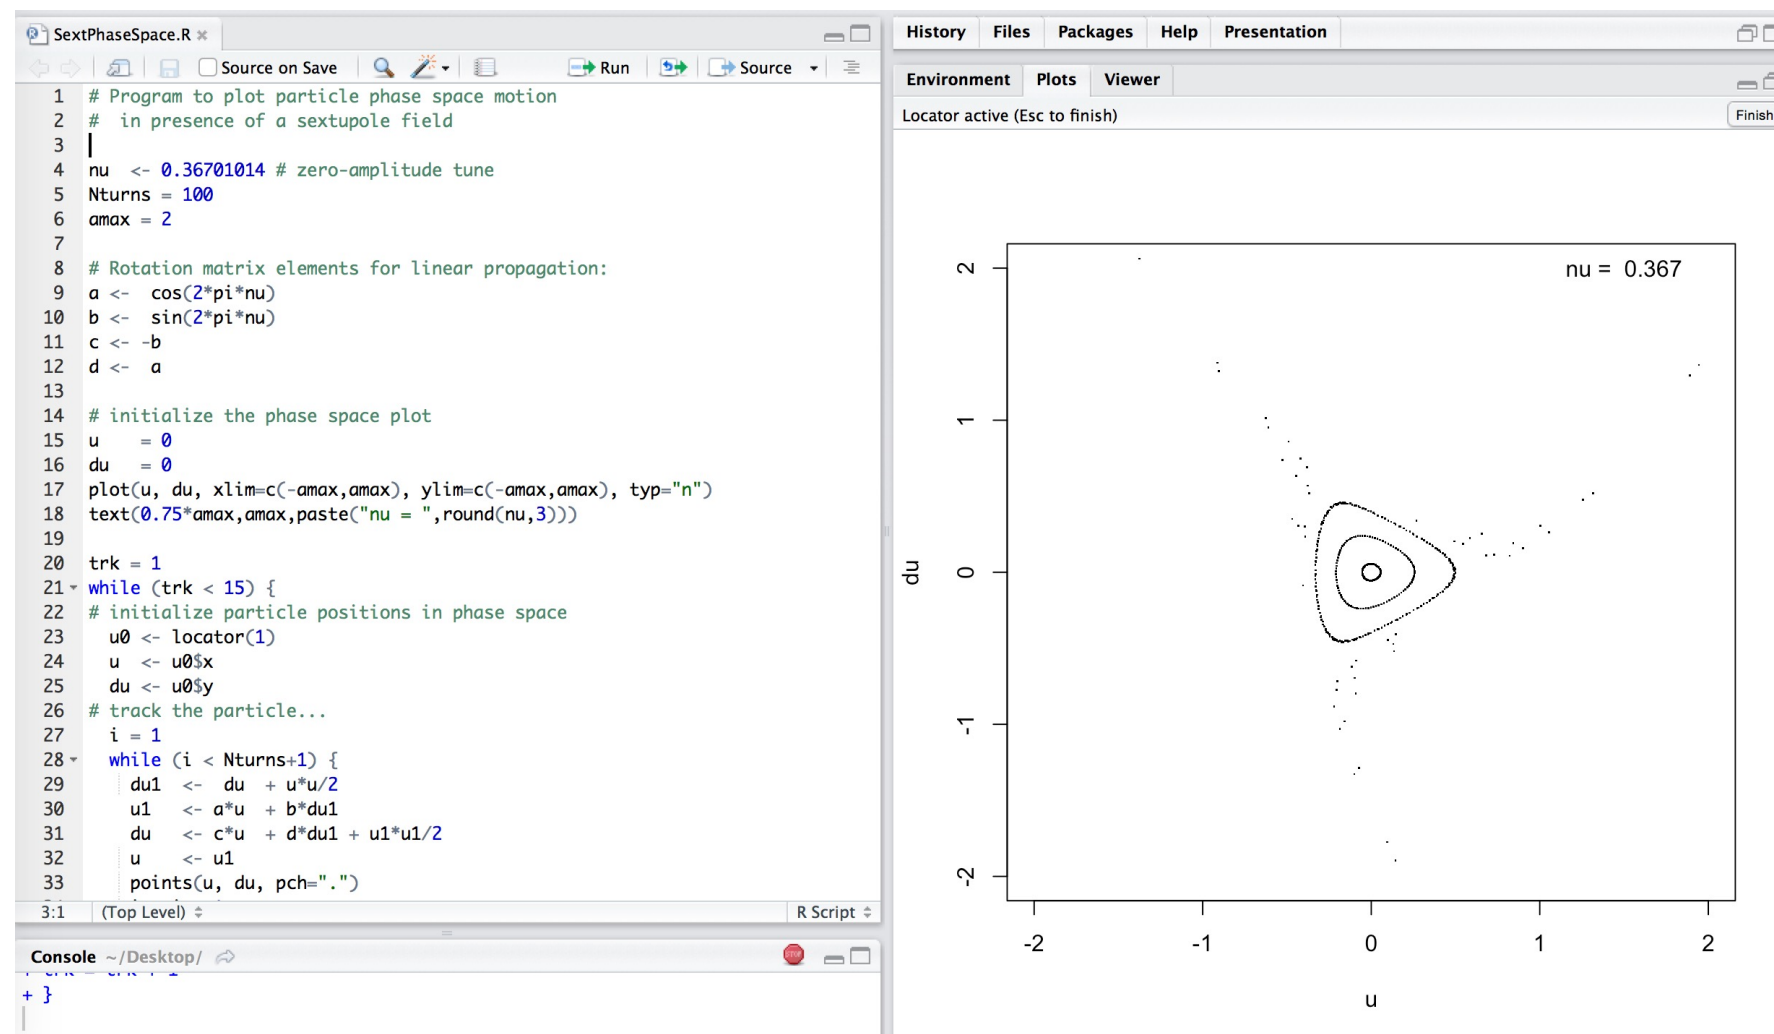 SextPhaseSpace.R
Source on Save Run Source
1 # Program to plot particle phase space motion
2 #  in presence of a sextupole field
3
4 nu  <- 0.36701014 # zero-amplitude tune
5 Nturns = 100
6 amax = 2
7
8 # Rotation matrix elements for linear propagation:
9 a <-  cos(2*pi*nu)
10 b <-  sin(2*pi*nu)
11 c <- -b
12 d <-  a
13
14 # initialize the phase space plot
15 u    = 0
16 du   = 0
17 plot(u, du, xlim=c(-amax,amax), ylim=c(-amax,amax), typ="n")
18 text(0.75*amax,amax,paste("nu = ",round(nu,3)))
19
20 trk = 1
21 while (trk < 15) {
22 # initialize particle positions in phase space
23   u0 <- locator(1)
24   u  <- u0$x
25   du <- u0$y
26 # track the particle...
27   i = 1
28   while (i < Nturns+1) {
29     du1  <-  du  + u*u/2
30     u1   <- a*u  + b*du1
31     du   <- c*u  + d*du1 + u1*u1/2
32     u    <- u1
33     points(u, du, pch=".")
3:1 (Top Level) R Script
Console ~/Desktop/
STOP
+ }
History Files Packages Help Presentation
Environment Plots Viewer
Locator active (Esc to finish) Finish
nu =  0.367
du
2
1
0
-1
-2
-2 -1 0 1 2
u